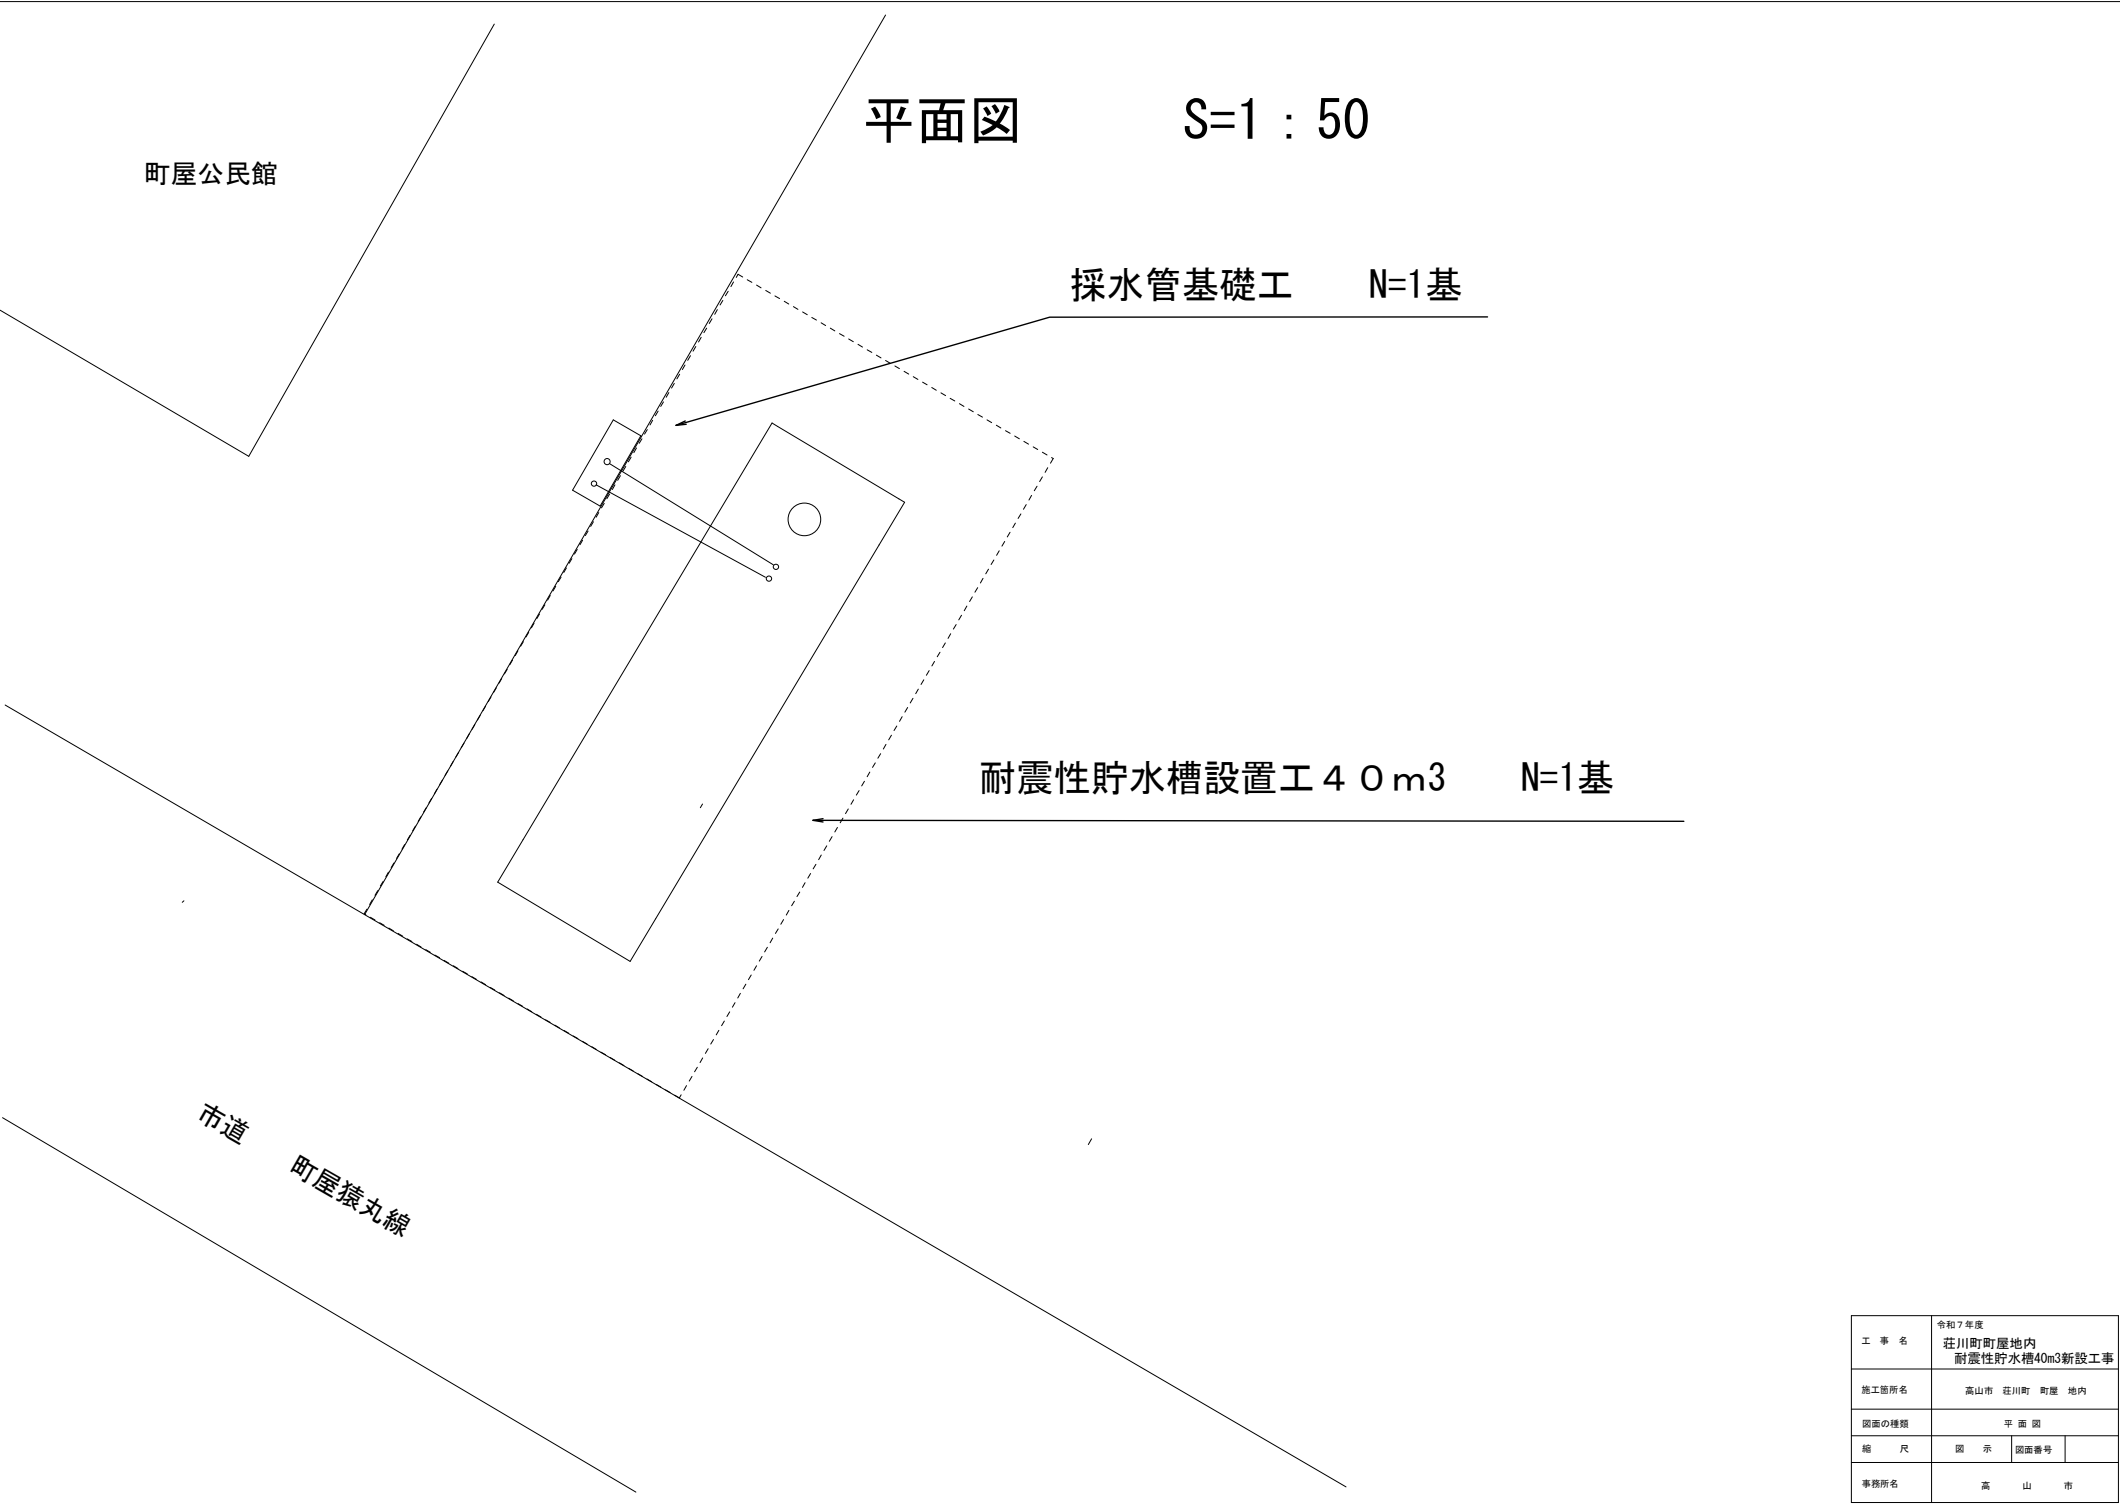 平面図　　S=1：50
町屋公民館
採水管基礎工　N=1基
耐震性貯水槽設置工４０ｍ3　N=1基
市道　町屋猿丸線
工事名
令和７年度
荘川町町屋地内
耐震性貯水槽40m3新設工事
施工箇所名　高山市　荘川町　町屋　地内
図面の種類　平面図
縮　尺　図　示　図面番号
事務所名　高　山　市